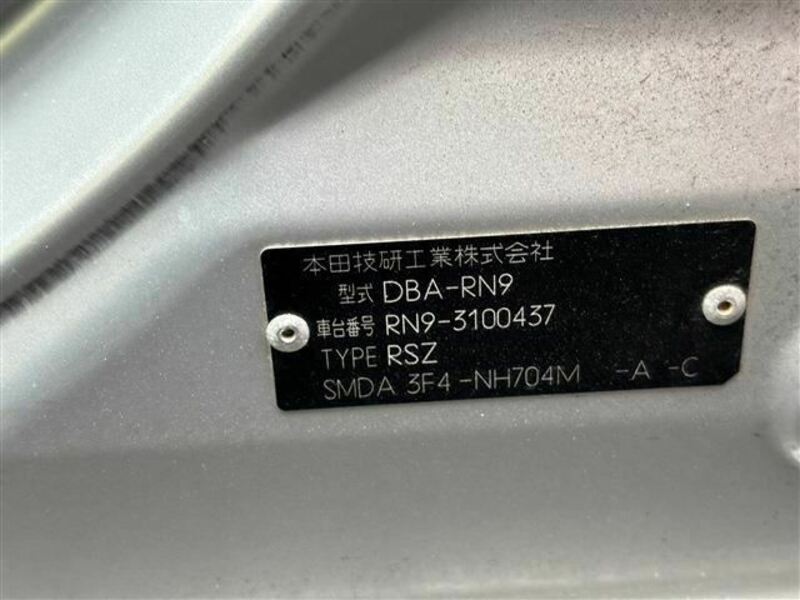 本田技研工業株式会社
型式 DBA-RN9
車台番号 RN9-3100437
TYPE RSZ
SMDA 3F4-NH704M -A -C